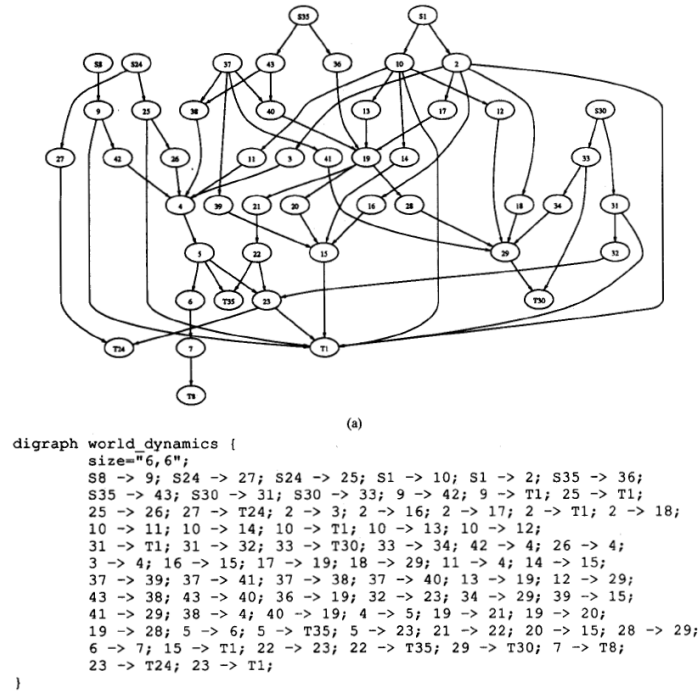 S35 S1
S8 S24 37 43 36 10 2
9 25 38 40 13 17 12 S30
27 42 26 11 3 41 19 14 33
4 39 21 20 16 28 18 34 31
5 22 15 29 32
6 T35 23 T30
T24 7 T1
T8
(a)
digraph world_dynamics {
size="6,6";
S8 -> 9; S24 -> 27; S24 -> 25; S1 -> 10; S1 -> 2; S35 -> 36;
S35 -> 43; S30 -> 31; S30 -> 33; 9 -> 42; 9 -> T1; 25 -> T1;
25 -> 26; 27 -> T24; 2 -> 3; 2 -> 16; 2 -> 17; 2 -> T1; 2 -> 18;
10 -> 11; 10 -> 14; 10 -> T1; 10 -> 13; 10 -> 12;
31 -> T1; 31 -> 32; 33 -> T30; 33 -> 34; 42 -> 4; 26 -> 4;
3 -> 4; 16 -> 15; 17 -> 19; 18 -> 29; 11 -> 4; 14 -> 15;
37 -> 39; 37 -> 41; 37 -> 38; 37 -> 40; 13 -> 19; 12 -> 29;
43 -> 38; 43 -> 40; 36 -> 19; 32 -> 23; 34 -> 29; 39 -> 15;
41 -> 29; 38 -> 4; 40 -> 19; 4 -> 5; 19 -> 21; 19 -> 20;
19 -> 28; 5 -> 6; 5 -> T35; 5 -> 23; 21 -> 22; 20 -> 15; 28 -> 29;
6 -> 7; 15 -> T1; 22 -> 23; 22 -> T35; 29 -> T30; 7 -> T8;
23 -> T24; 23 -> T1;
}